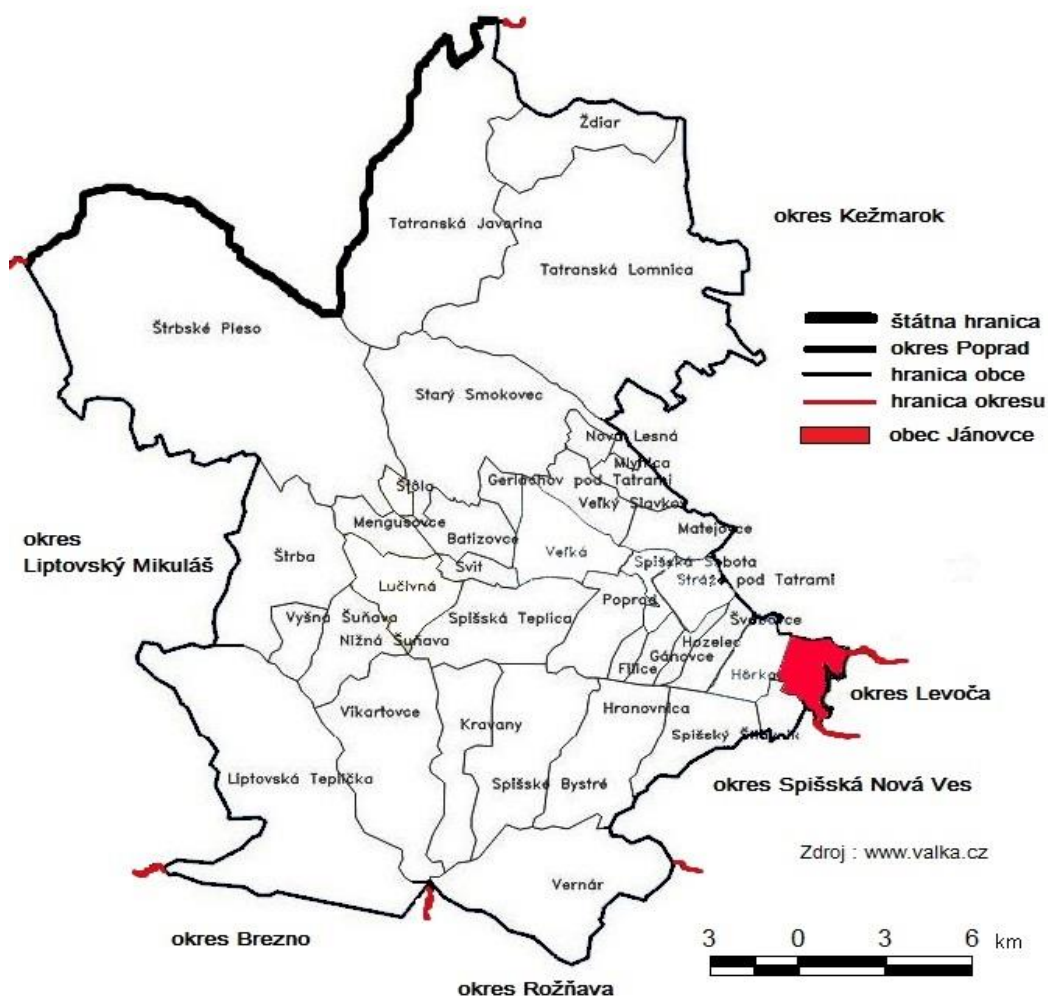 Ždiar
okres Kežmarok
Tatranská Javorina
Tatranská Lomnica
Štrbské Pleso
štátna hranica
okres Poprad
hranica obce
hranica okresu
obec Jánovce
Starý Smokovec
Nová Lesná
Mlynica
Gerlachov pod Tatrami
Štôla
Veľký Slavkov
Mengusovce
Batizovce
Matejovce
okres
Liptovský Mikuláš
Štrba
Veľká
Svit
Spišská Sobota
Lučivná
Stráže pod Tatrami
Poprad
Vyšná Šuňava
Spišská Teplica
Švábovce
Nižná Šuňava
Hozelec
Gánovce
Filice
Hôrka
okres Levoča
Vikartovce
Kravany
Hranovnica
Spišský Štiavnik
Liptovská Teplička
Spišské Bystré
okres Spišská Nová Ves
Zdroj : www.valka.cz
Vernár
okres Brezno
3 0 3 6 km
okres Rožňava